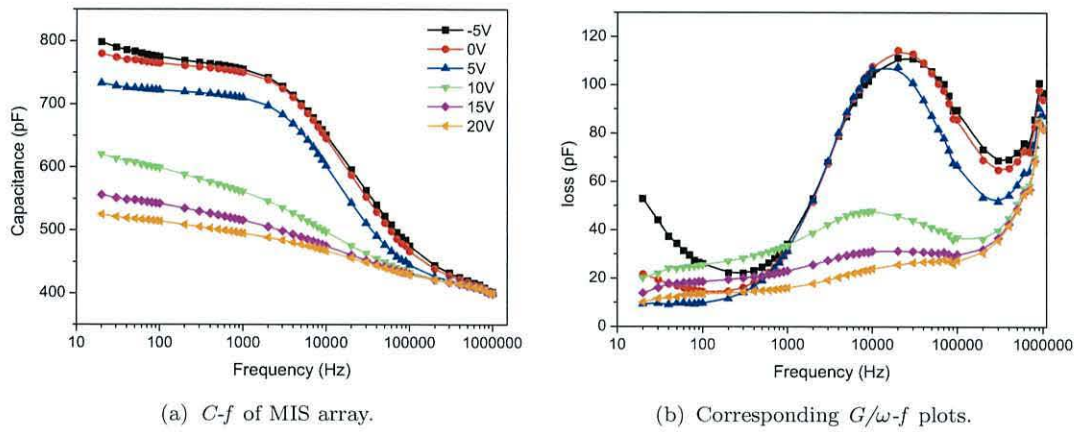 800
700
600
500
400
Capacitance (pF)
10 100 1000 10000 100000 1000000
Frequency (Hz)
-5V
0V
5V
10V
15V
20V
(a) C-f of MIS array.
120
100
80
60
40
20
0
loss (pF)
10 100 1000 10000 100000 1000000
Frequency (Hz)
(b) Corresponding G/ω-f plots.